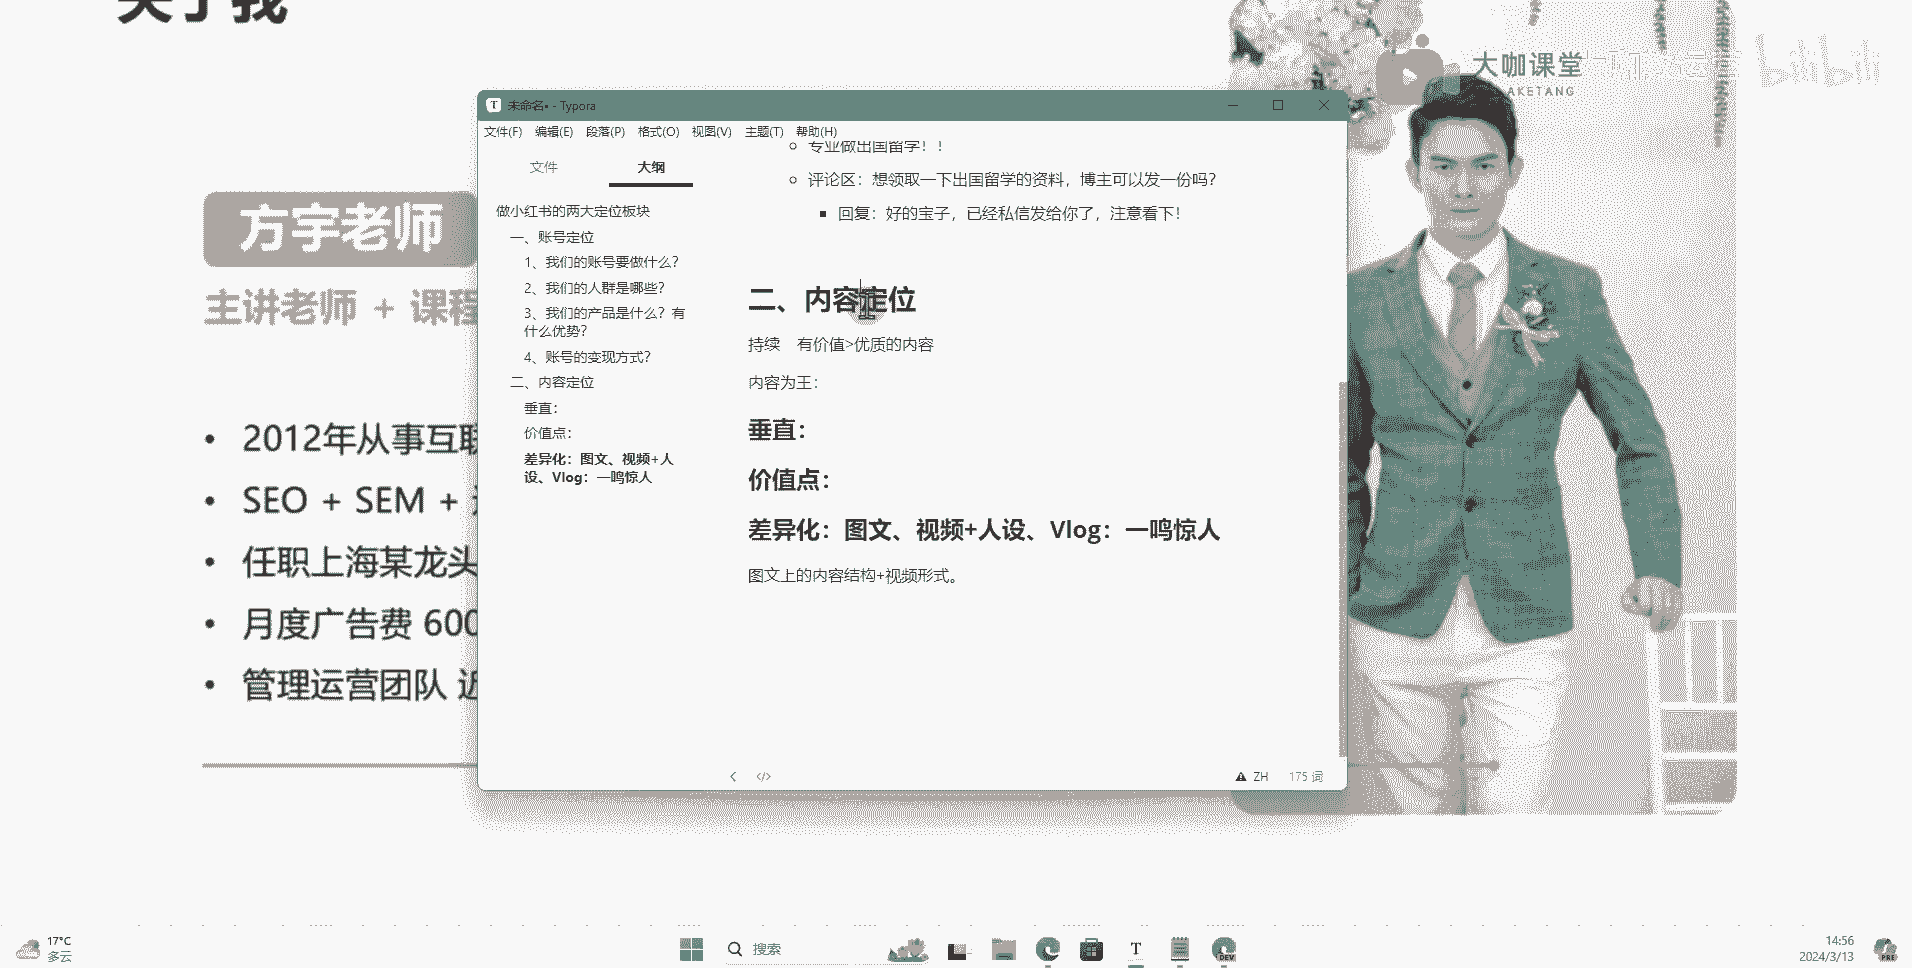 关于我
大咖课堂
AKETANG
bilibili
方宇老师
主讲老师 + 课程
2012年从事互联
SEO + SEM +
任职上海某龙头
月度广告费 600
管理运营团队 近
未命名• - Typora
文件(F) 编辑(E) 段落(P) 格式(O) 视图(V) 主题(T) 帮助(H)
文件 大纲
做小红书的两大定位板块
一、账号定位
1、我们的账号要做什么？
2、我们的人群是哪些？
3、我们的产品是什么？有
什么优势？
4、账号的变现方式？
二、内容定位
垂直：
价值点：
差异化：图文、视频+人
设、Vlog：一鸣惊人
专业做出国留学！！
评论区：想领取一下出国留学的资料，博主可以发一份吗？
回复：好的宝子，已经私信发给你了，注意看下！
二、内容定位
持续 有价值>优质的内容
内容为王：
垂直：
价值点：
差异化：图文、视频+人设、Vlog：一鸣惊人
图文上的内容结构+视频形式。
ZH 175 词
17°C
多云
搜索
T
DEV
14:56
2024/3/13
PRE